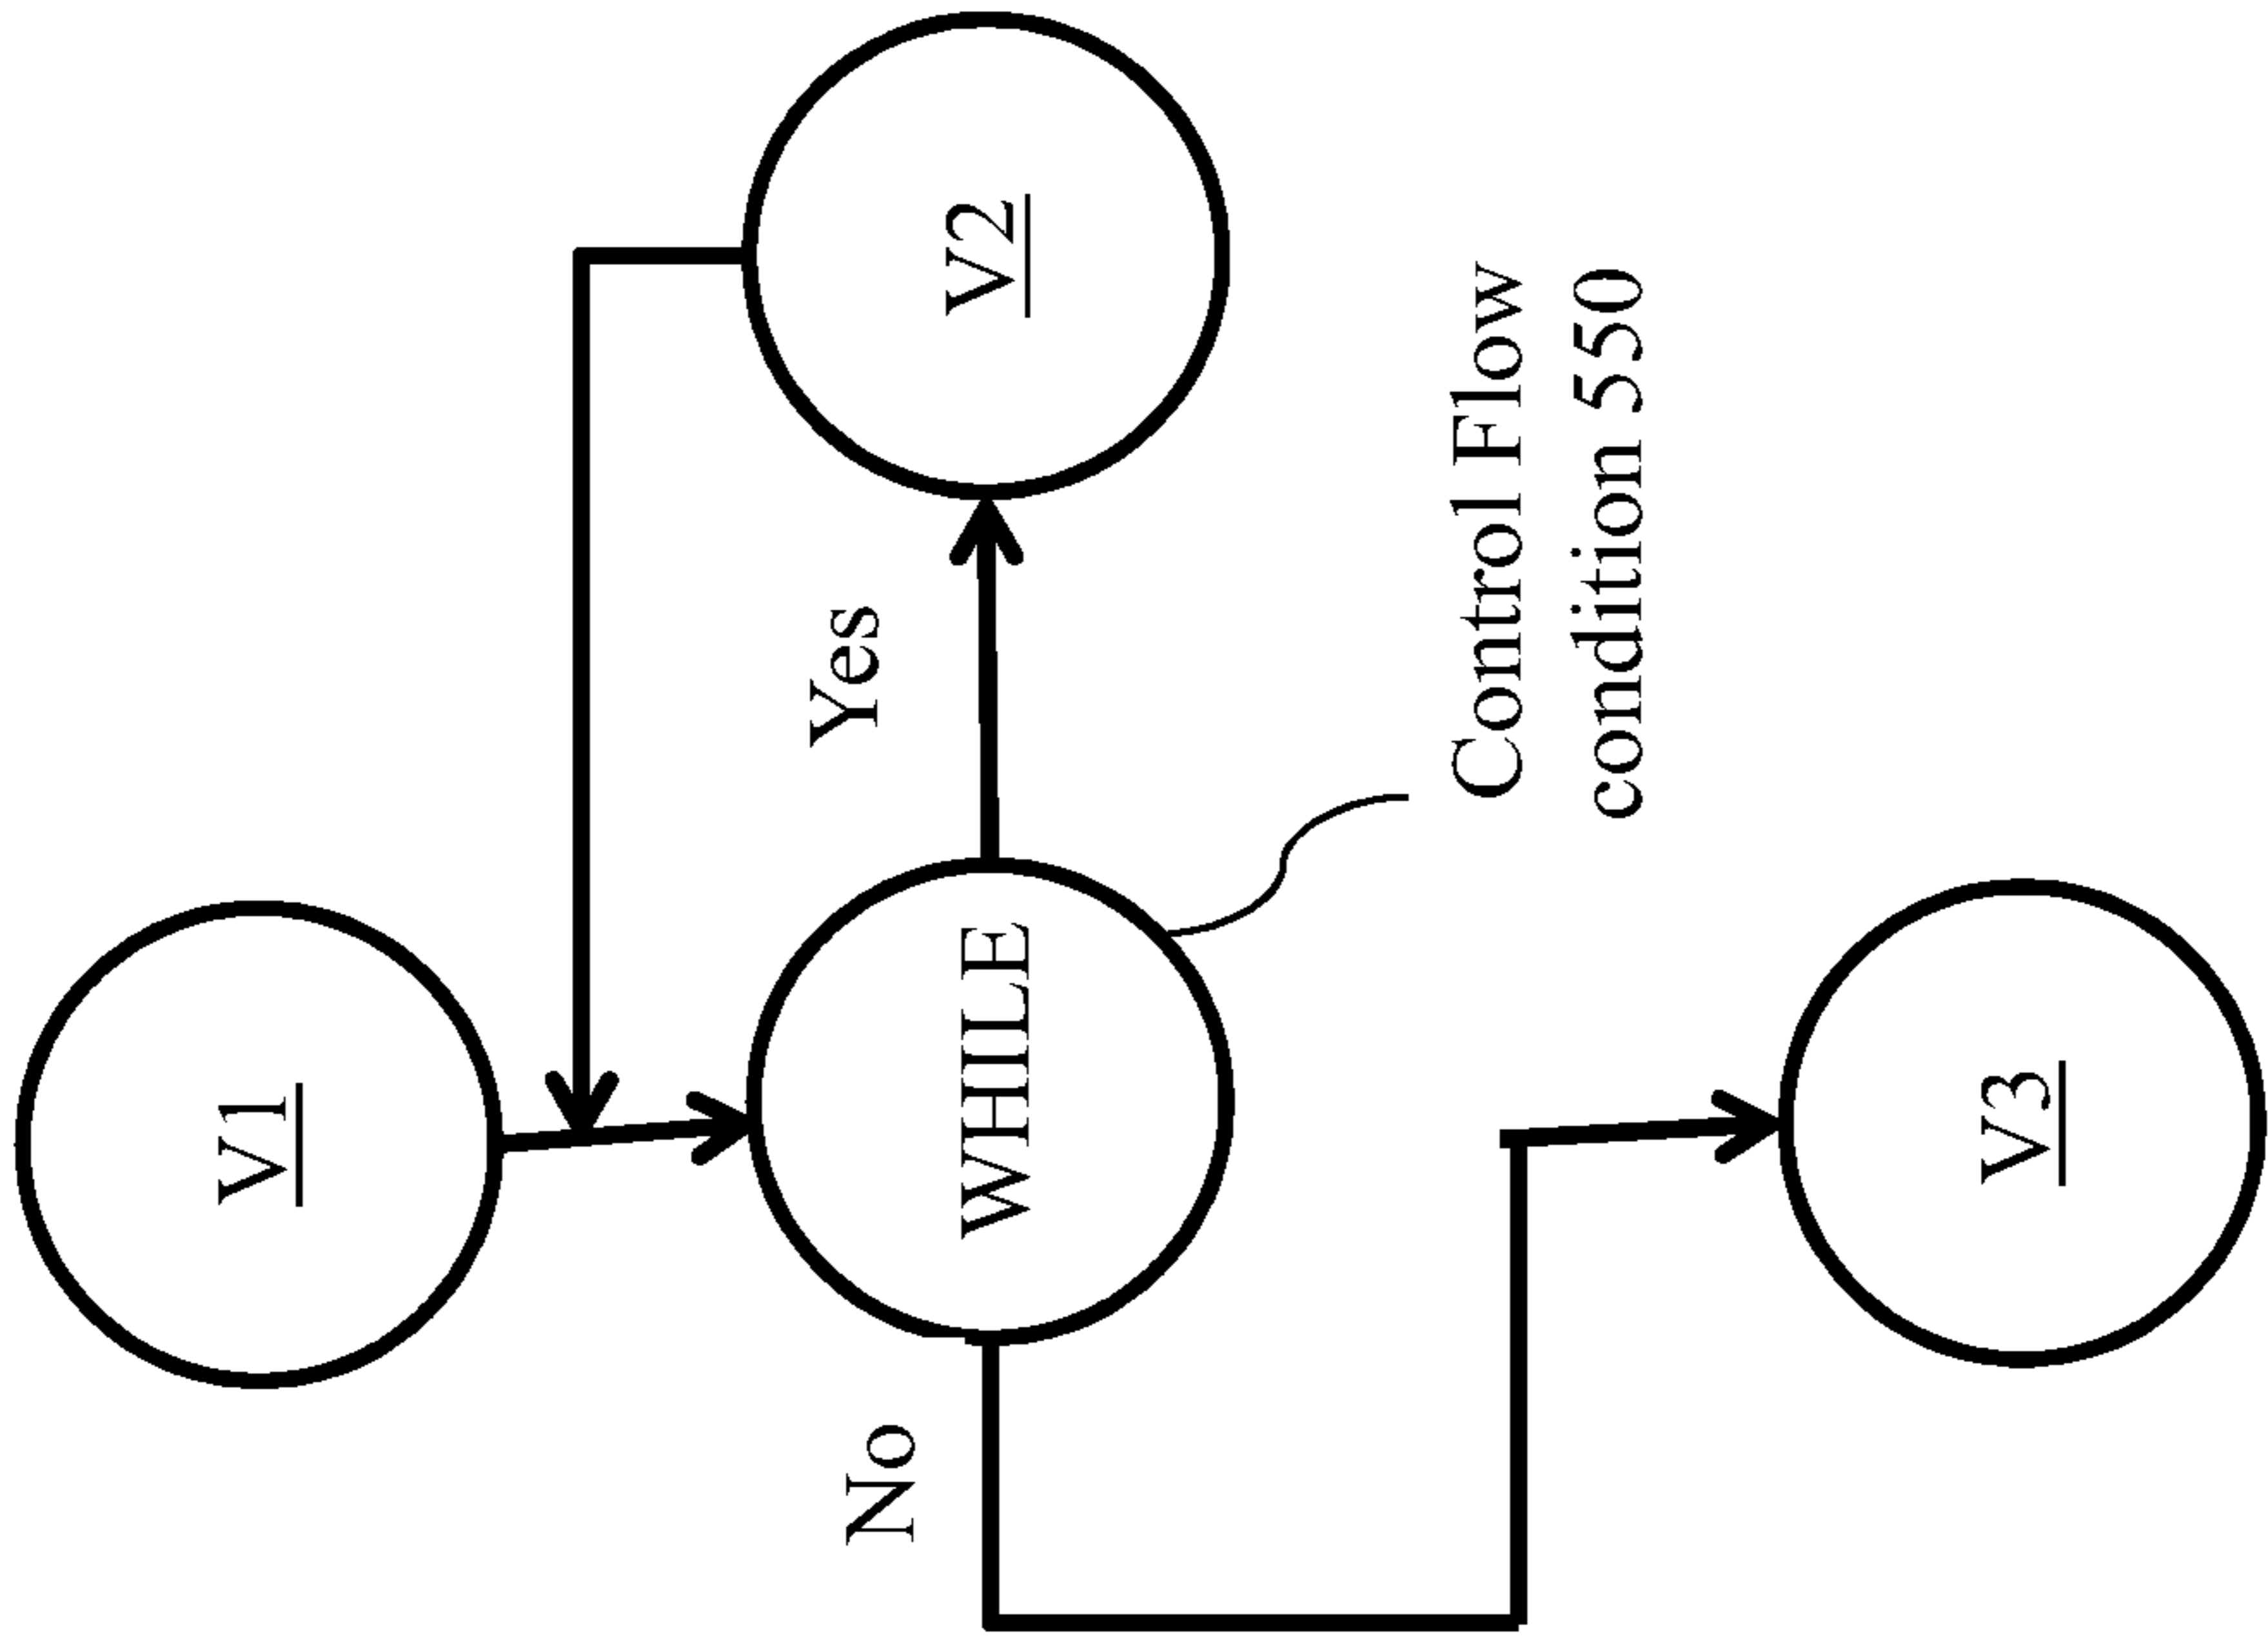 V1
Yes
V2
WHILE
No
Control Flow
condition 550
V3